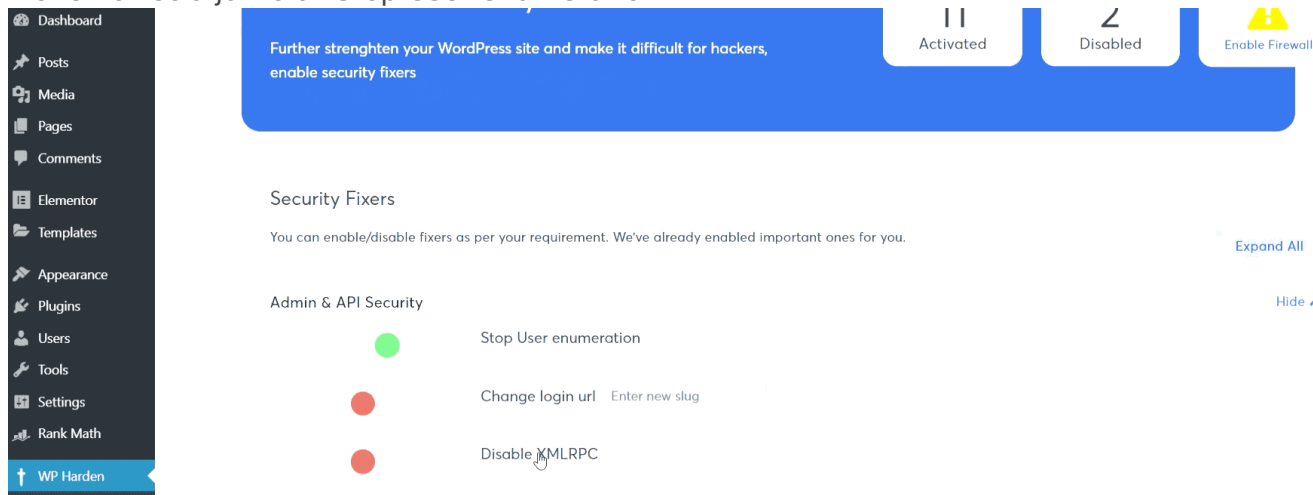 Dashboard
Posts
Media
Pages
Comments
Elementor
Templates
Appearance
Plugins
Users
Tools
Settings
Rank Math
WP Harden
Further strenghten your WordPress site and make it difficult for hackers,
enable security fixers
11
Activated
2
Disabled
Enable Firewall
Security Fixers
You can enable/disable fixers as per your requirement. We've already enabled important ones for you.
Expand All
Admin & API Security
Hide
Stop User enumeration
Change login url Enter new slug
Disable XMLRPC